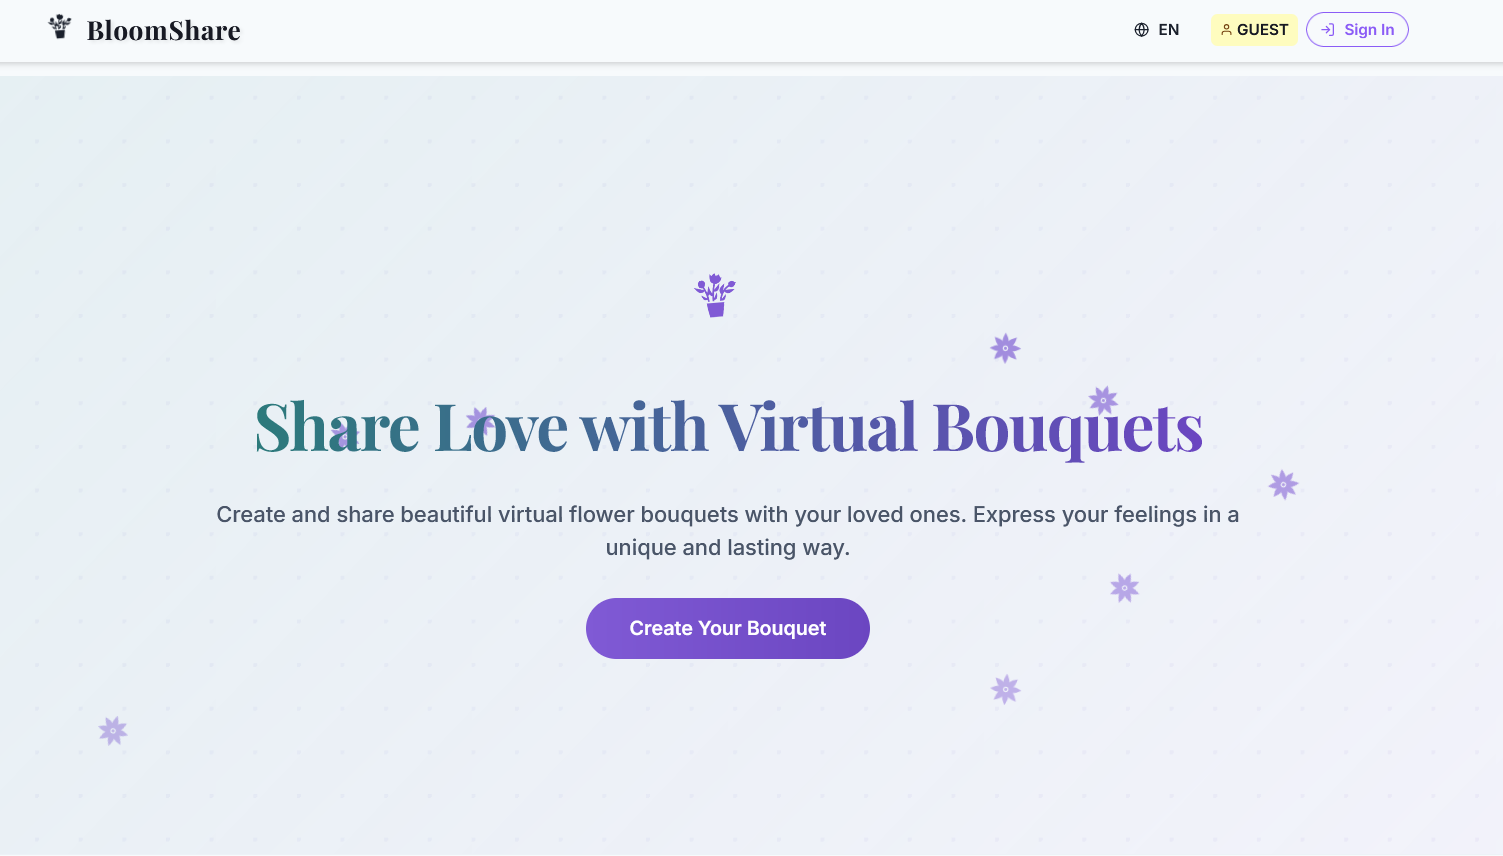 BloomShare
EN
GUEST
Sign In
Share Love with Virtual Bouquets
Create and share beautiful virtual flower bouquets with your loved ones. Express your feelings in a
unique and lasting way.
Create Your Bouquet